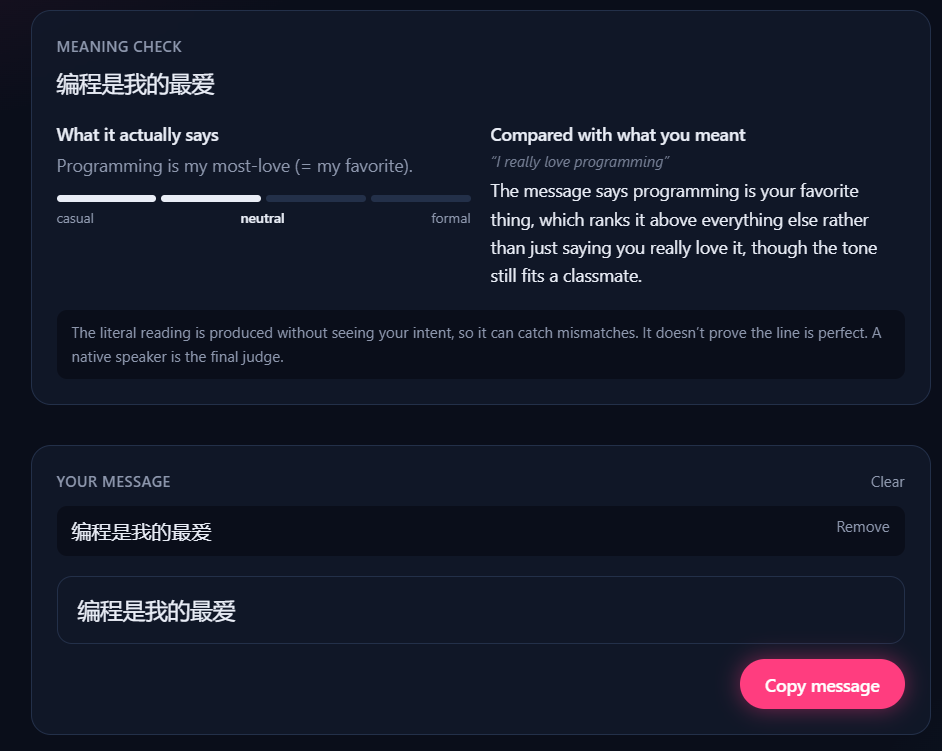 MEANING CHECK
编程是我的最爱
What it actually says
Programming is my most-love (= my favorite).
casual neutral formal
Compared with what you meant
“I really love programming”
The message says programming is your favorite
thing, which ranks it above everything else rather
than just saying you really love it, though the tone
still fits a classmate.
The literal reading is produced without seeing your intent, so it can catch mismatches. It doesn’t prove the line is perfect. A
native speaker is the final judge.
YOUR MESSAGE Clear
编程是我的最爱 Remove
编程是我的最爱
Copy message